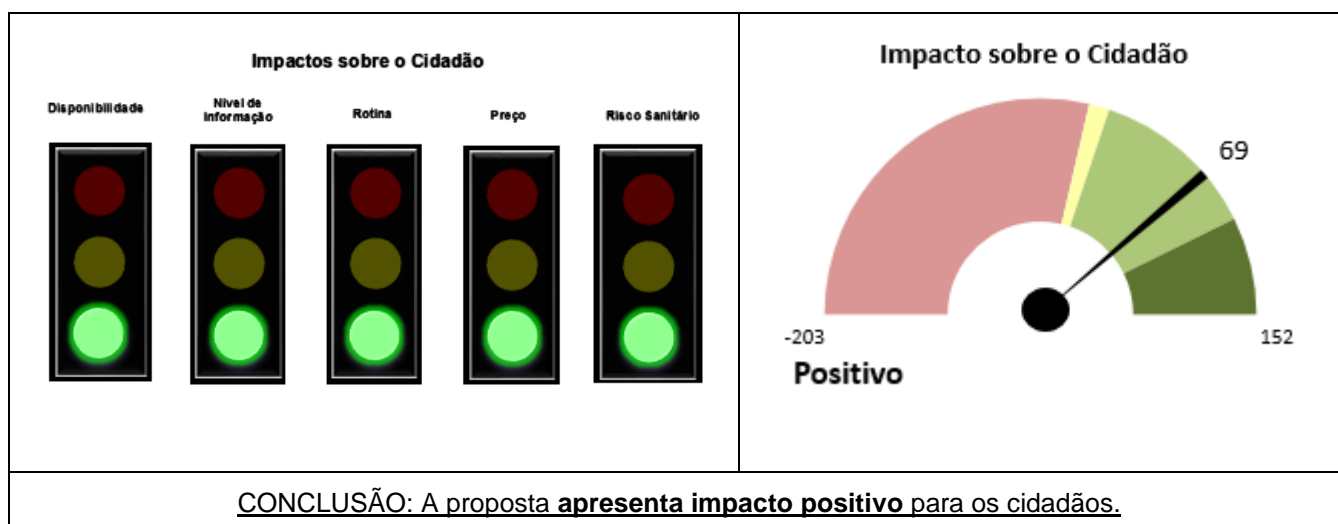 Impactos sobre o Cidadão
Disponibilidade
Nível de
Informação
Rotina
Preço
Risco Sanitário
Impacto sobre o Cidadão
69
-203
152
Positivo
CONCLUSÃO: A proposta apresenta impacto positivo para os cidadãos.